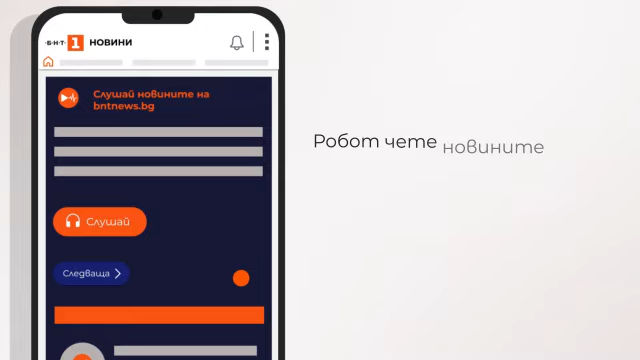 БНТ 1 НОВИНИ
Слушай новините на
bntnews.bg
Робот чете новините
Слушай
Следваща